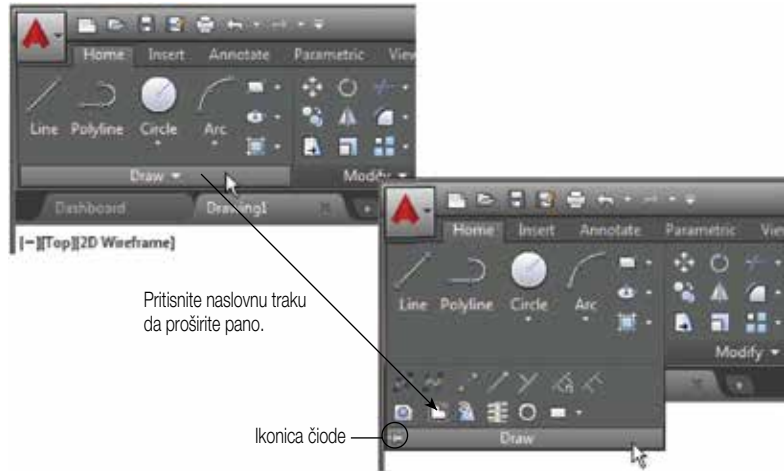 Home Insert Annotate Parametric View
Line Polyline Circle Arc
Draw
Modify
Dashboard Drawing1
[−][Top][2D Wireframe]
Home Insert Annotate Parametric View
Line Polyline Circle Arc
Modify
Draw
Pritisnite naslovnu traku
da proširite pano.
Ikonica čiode